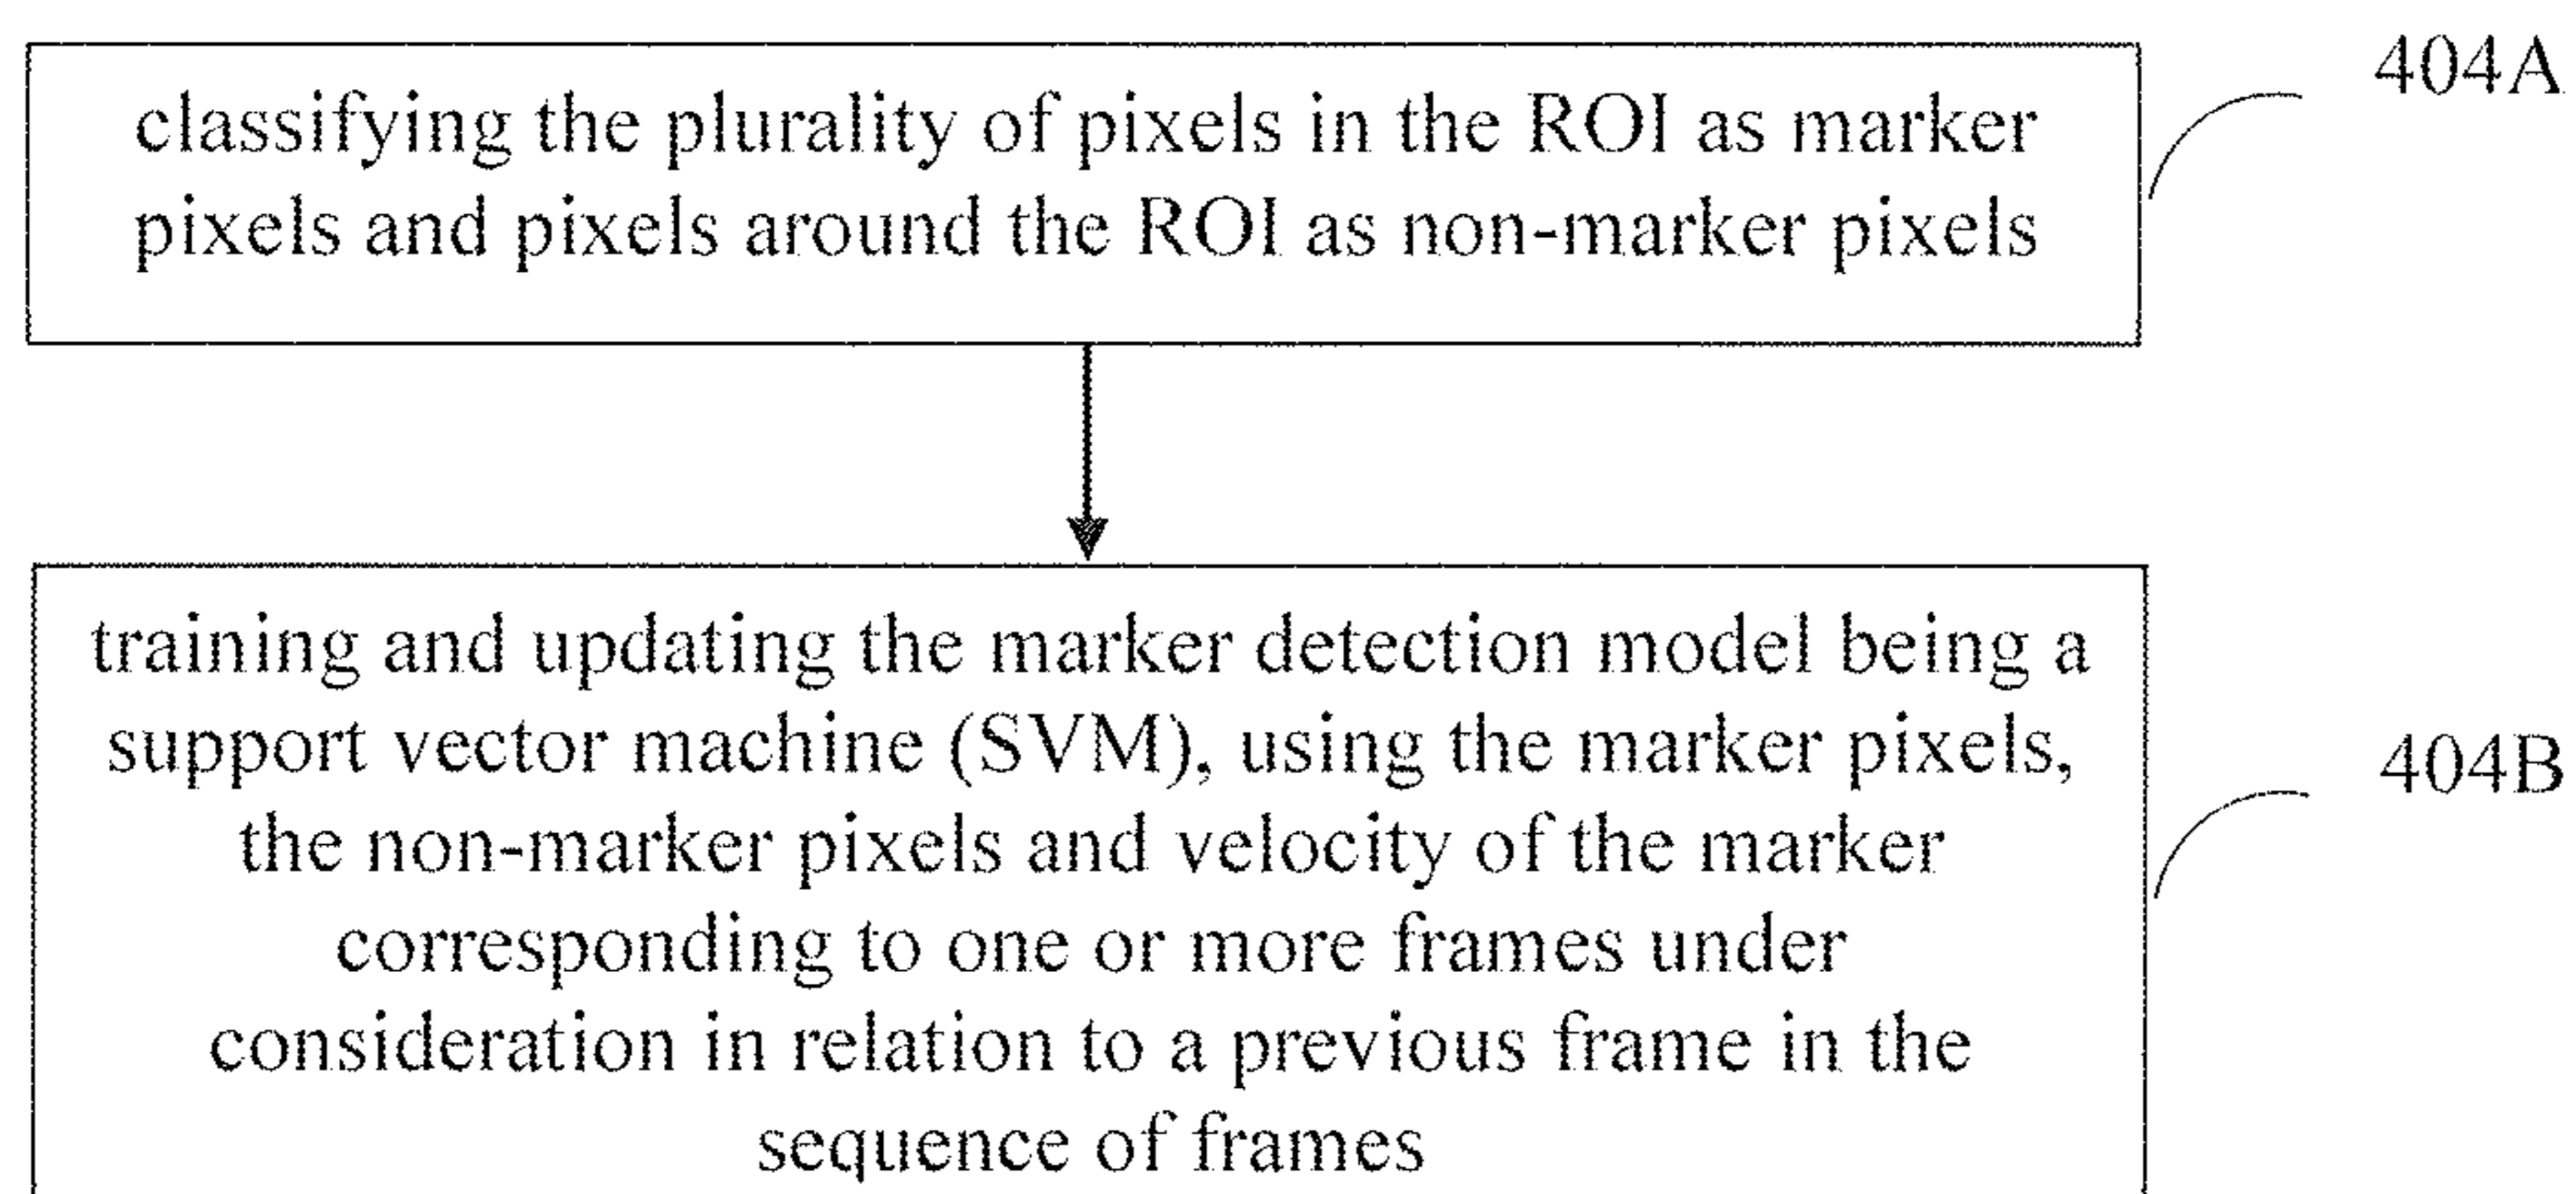 classifying the plurality of pixels in the ROI as marker
pixels and pixels around the ROI as non-marker pixels
404A
training and updating the marker detection model being a
support vector machine (SVM), using the marker pixels,
the non-marker pixels and velocity of the marker
corresponding to one or more frames under
consideration in relation to a previous frame in the
sequence of frames
404B